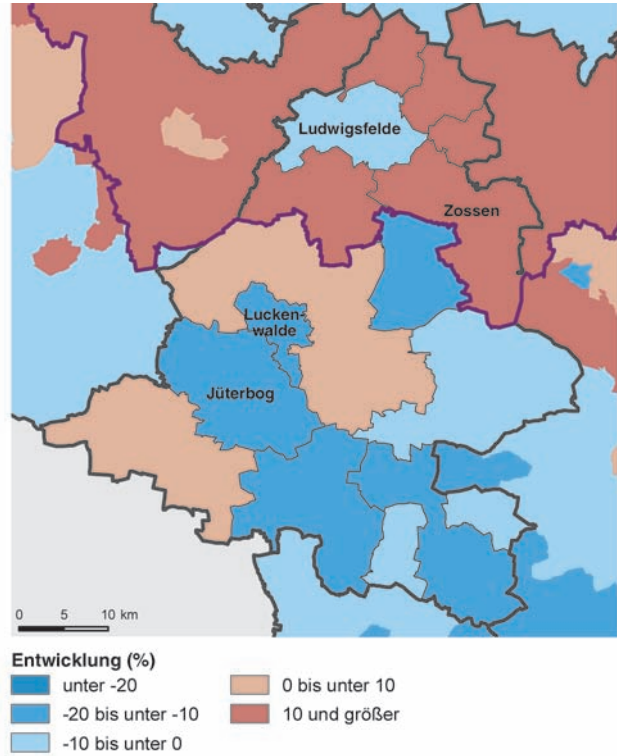 Ludwigsfelde
Zossen
Lucken-
walde
Jüterbog
0 5 10 km
Entwicklung (%)
unter -20
-20 bis unter -10
-10 bis unter 0
0 bis unter 10
10 und größer